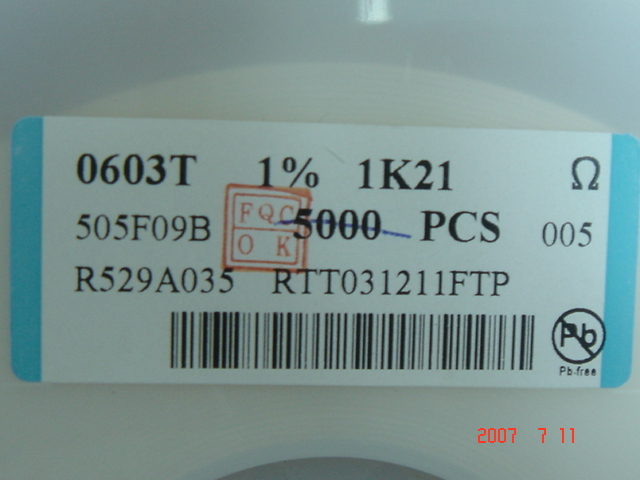 0603T 1% 1K21 Ω
505F09B 5000 PCS 005
FQC
OK
R529A035 RTT031211FTP
Pb
Pb-free
2007 7 11